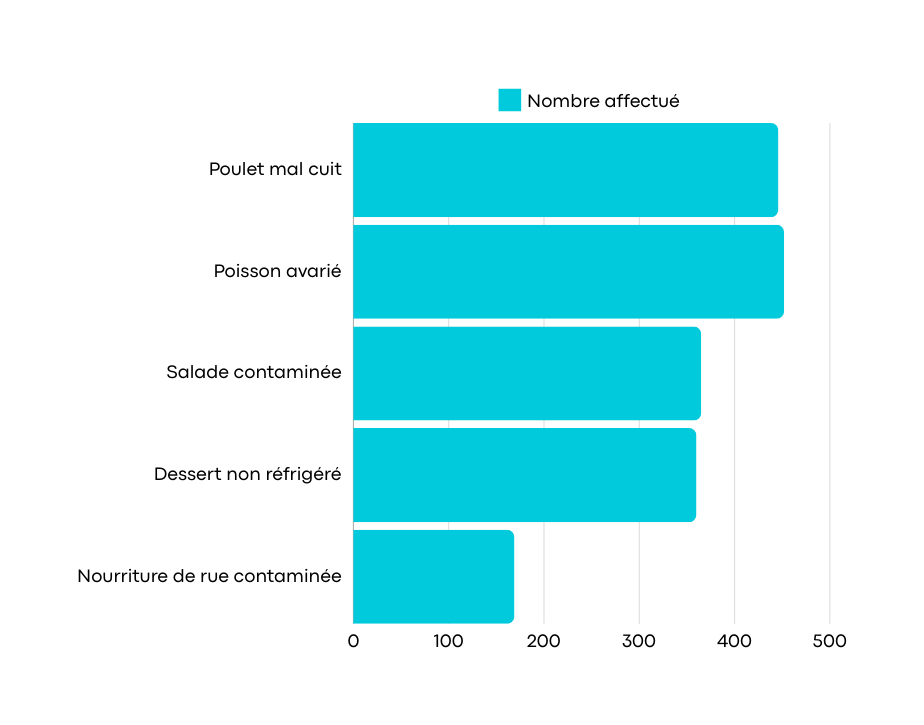 Nombre affectué
Poulet mal cuit
Poisson avarié
Salade contaminée
Dessert non réfrigéré
Nourriture de rue contaminée
0 100 200 300 400 500